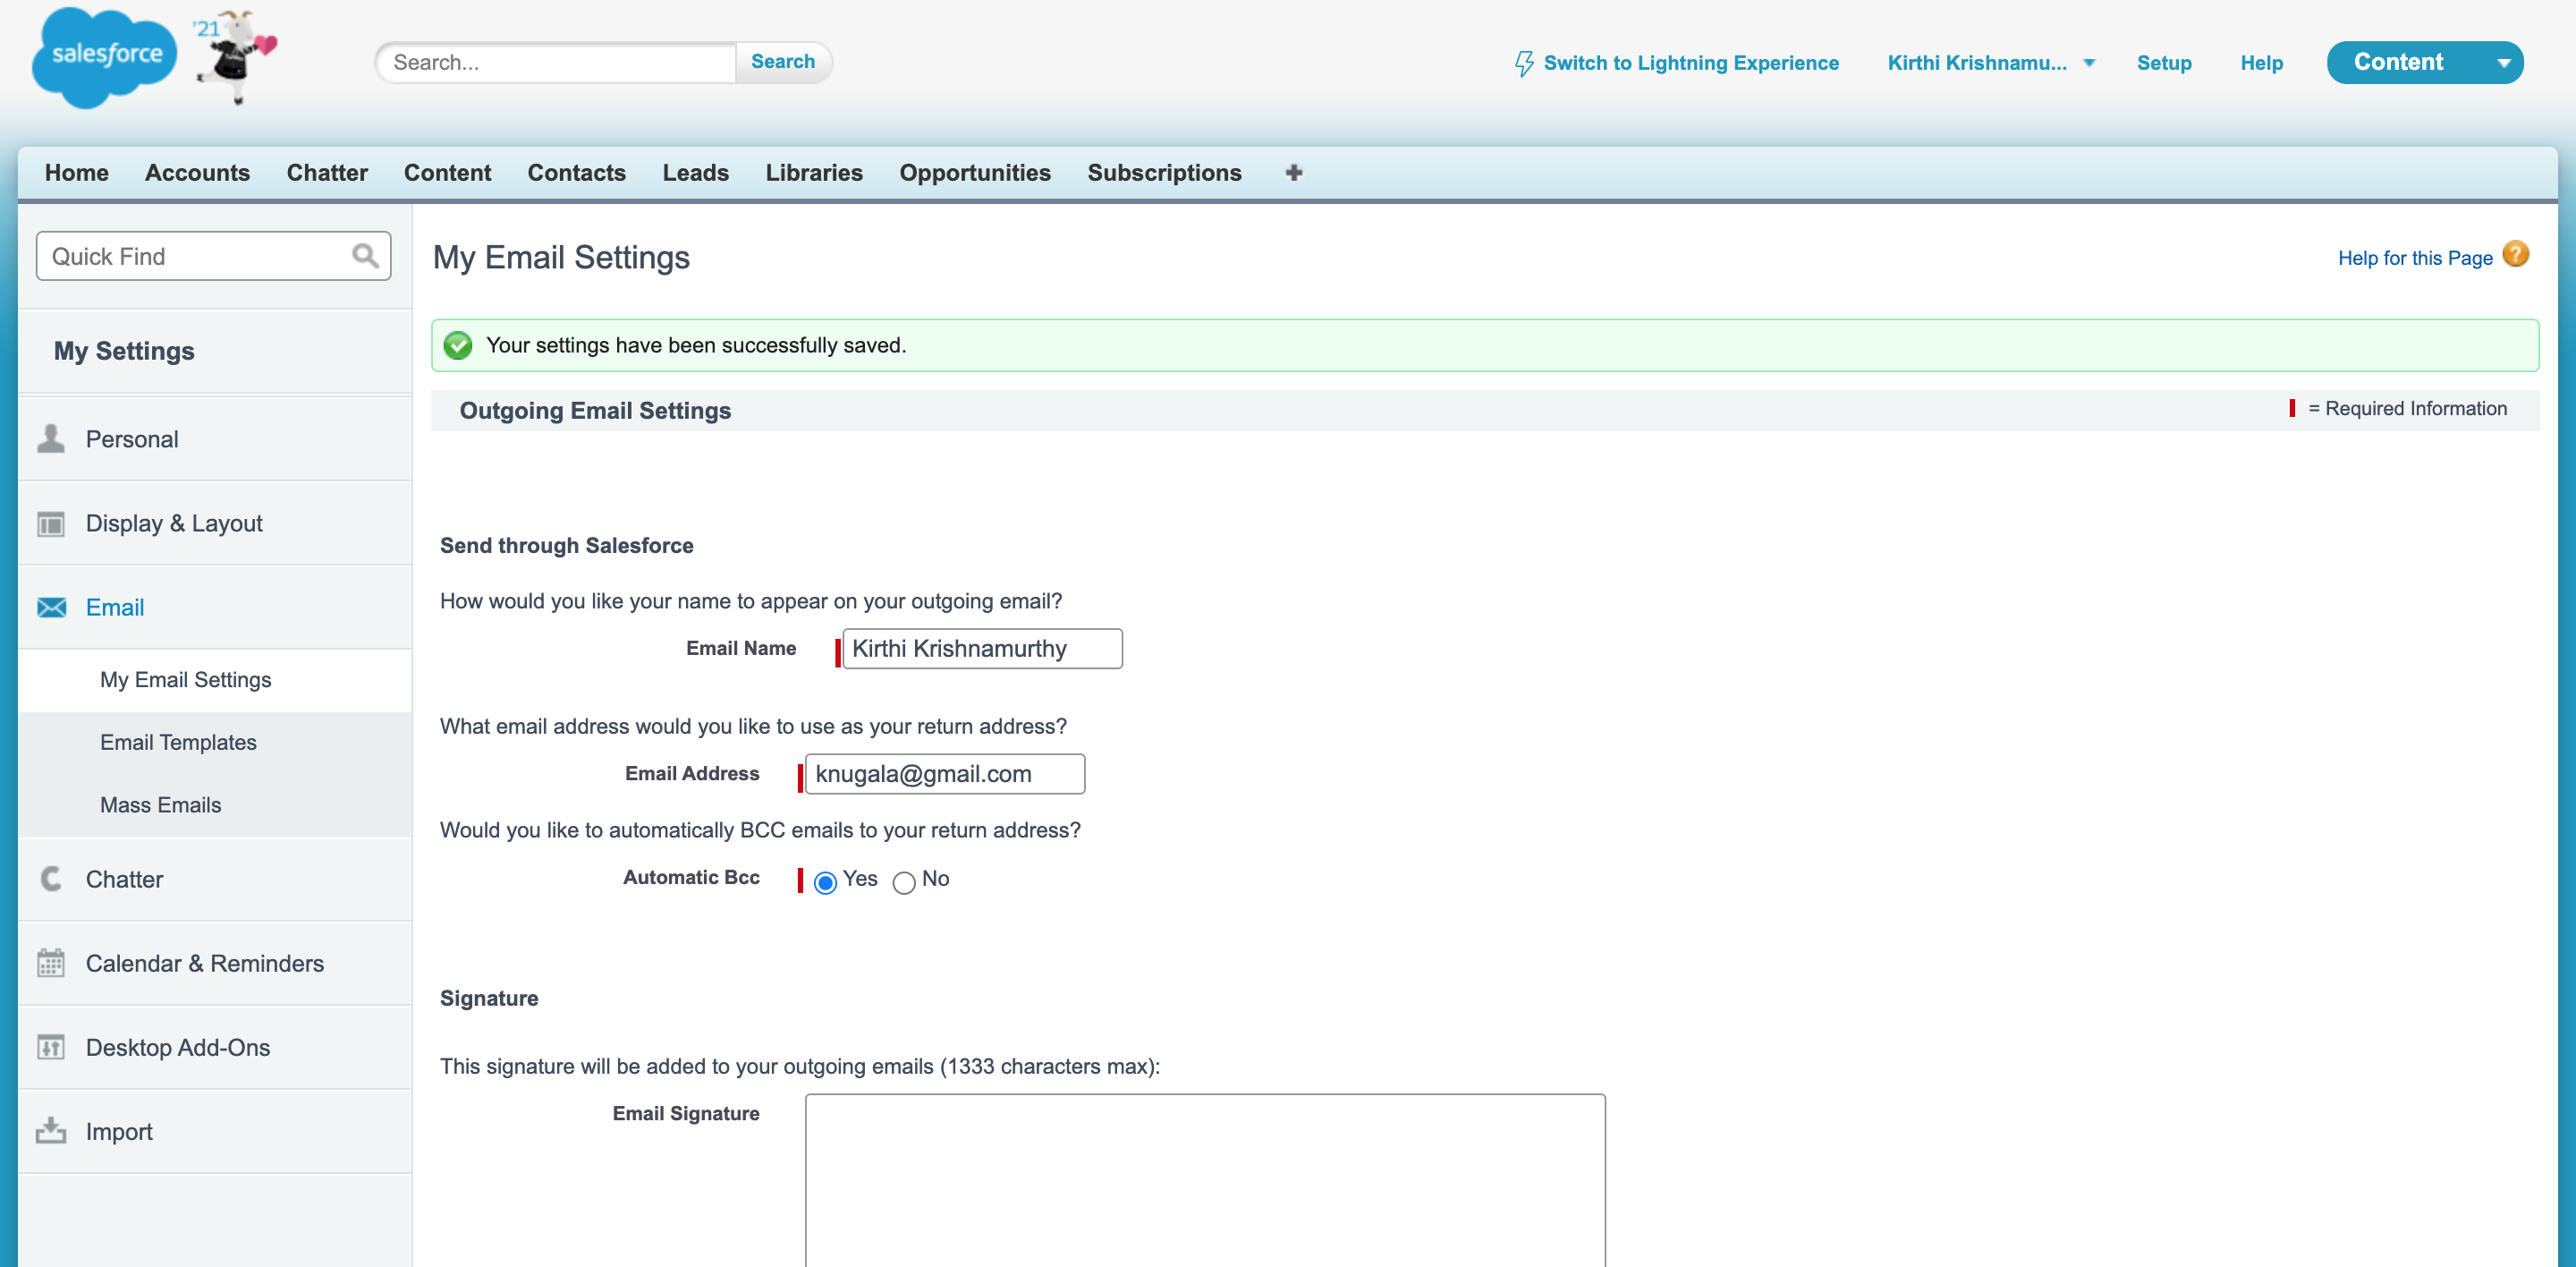 salesforce
'21
Search...
Search
Switch to Lightning Experience
Kirthi Krishnamu...
Setup
Help
Content
Home
Accounts
Chatter
Content
Contacts
Leads
Libraries
Opportunities
Subscriptions
Quick Find
My Settings
Personal
Display & Layout
Email
My Email Settings
Email Templates
Mass Emails
Chatter
Calendar & Reminders
Desktop Add-Ons
Import
My Email Settings
Help for this Page
Your settings have been successfully saved.
Outgoing Email Settings
= Required Information
Send through Salesforce
How would you like your name to appear on your outgoing email?
Email Name
Kirthi Krishnamurthy
What email address would you like to use as your return address?
Email Address
knugala@gmail.com
Would you like to automatically BCC emails to your return address?
Automatic Bcc
Yes
No
Signature
This signature will be added to your outgoing emails (1333 characters max):
Email Signature